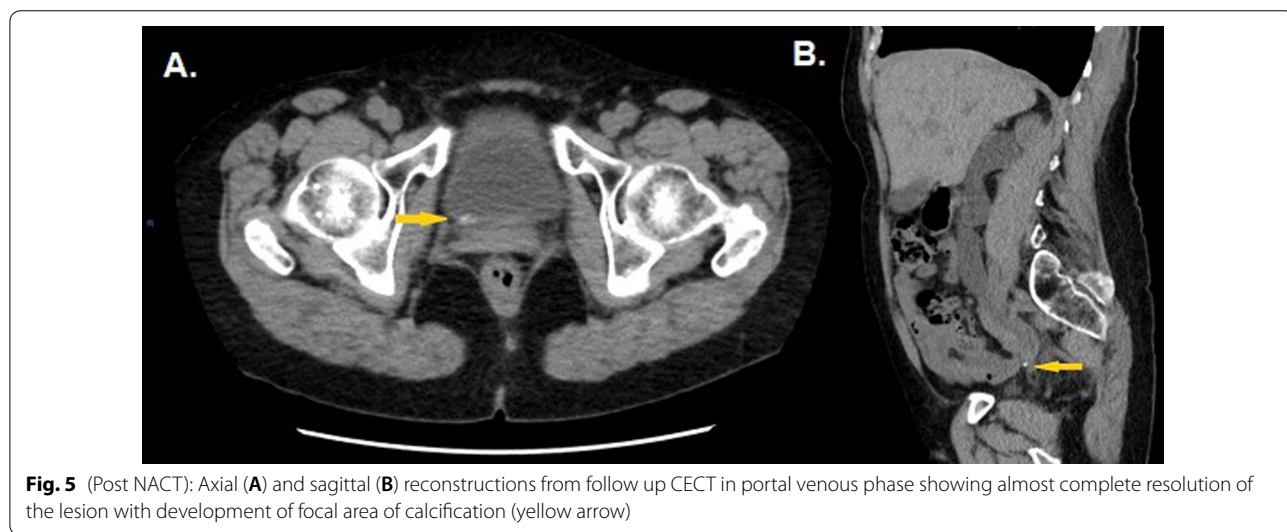 A.
B.
Fig. 5 (Post NACT): Axial (A) and sagittal (B) reconstructions from follow up CECT in portal venous phase showing almost complete resolution of
the lesion with development of focal area of calcification (yellow arrow)